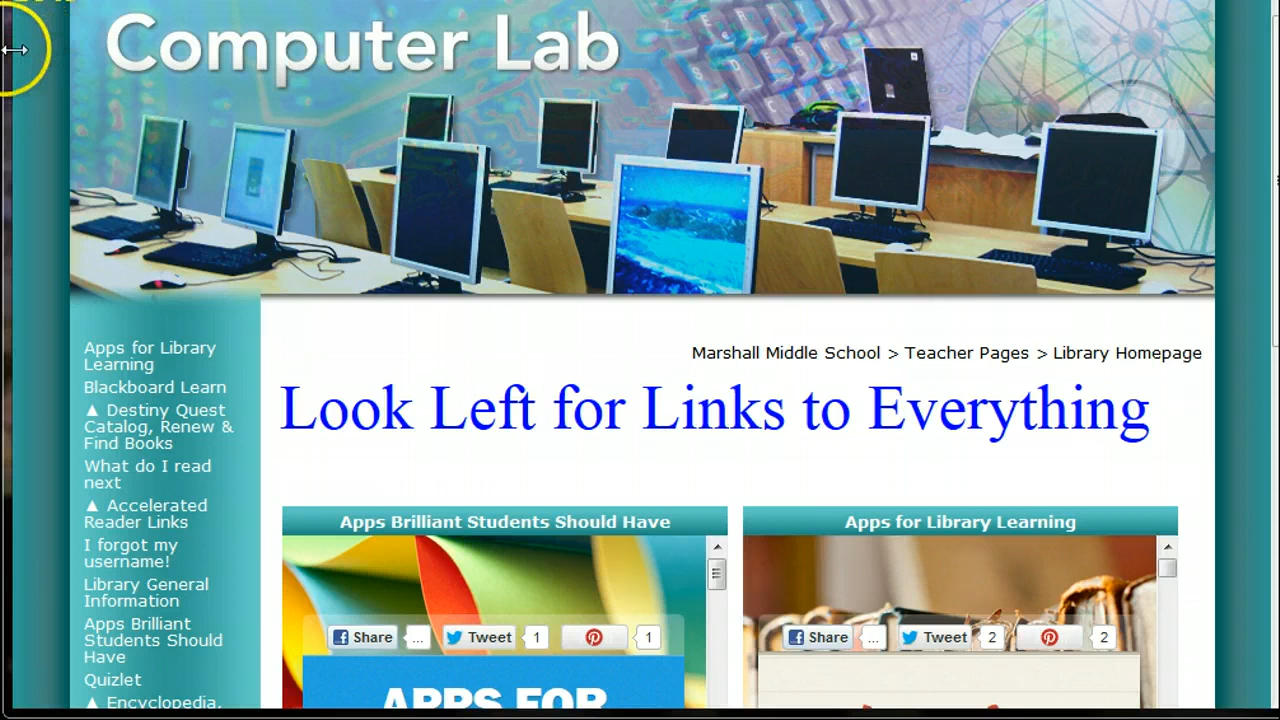 Computer Lab
Marshall Middle School > Teacher Pages > Library Homepage
Look Left for Links to Everything
Apps for Library
Learning
Blackboard Learn
▲ Destiny Quest
Catalog, Renew &
Find Books
What do I read
next
▲ Accelerated
Reader Links
I forgot my
username!
Library General
Information
Apps Brilliant
Students Should
Have
Quizlet
▲ Encyclopedia,
Apps Brilliant Students Should Have
Share ... Tweet 1 1
APPS FOR
Apps for Library Learning
Share ... Tweet 2 2